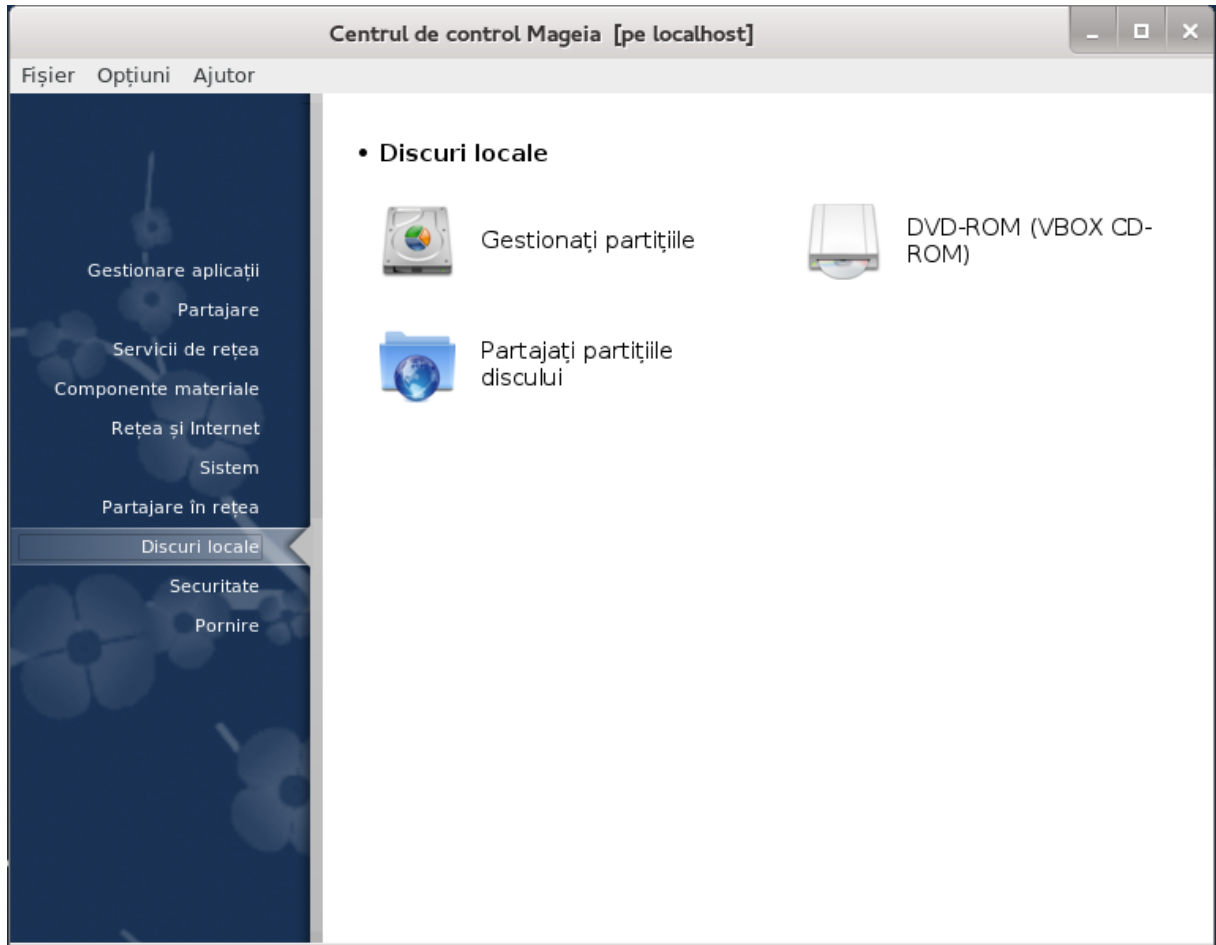 Centrul de control Mageia [pe localhost]
Fișier Opțiuni Ajutor
Gestionare aplicații
Partajare
Servicii de rețea
Componente materiale
Rețea și Internet
Sistem
Partajare în rețea
Discuri locale
Securitate
Pornire
• Discuri locale
Gestionați partițiile
DVD-ROM (VBOX CD-
ROM)
Partajați partițiile
discului